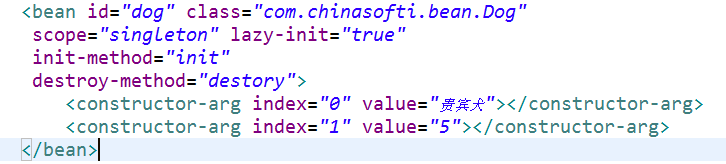 <bean id="dog" class="com.chinasofti.bean.Dog"
scope="singleton" lazy-init="true"
init-method="init"
destroy-method="destory">
<constructor-arg index="0" value="贵宾犬"></constructor-arg>
<constructor-arg index="1" value="5"></constructor-arg>
</bean>